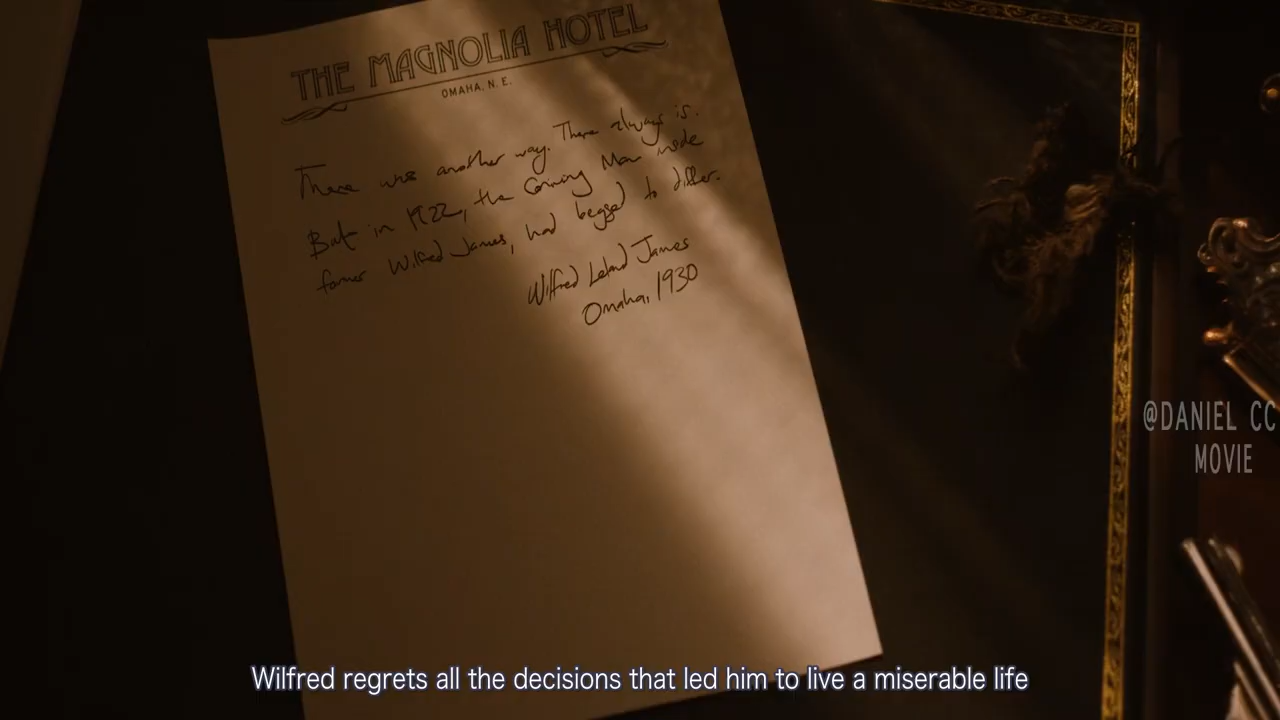 THE MAGNOLIA HOTEL
OMAHA, N.E.
There was another way. There always is.
But in 1922, the Conning Man inside
farmer Wilfred James, had begged to differ.
Wilfred Leland James
Omaha, 1930
@DANIEL CC
MOVIE
Wilfred regrets all the decisions that led him to live a miserable life